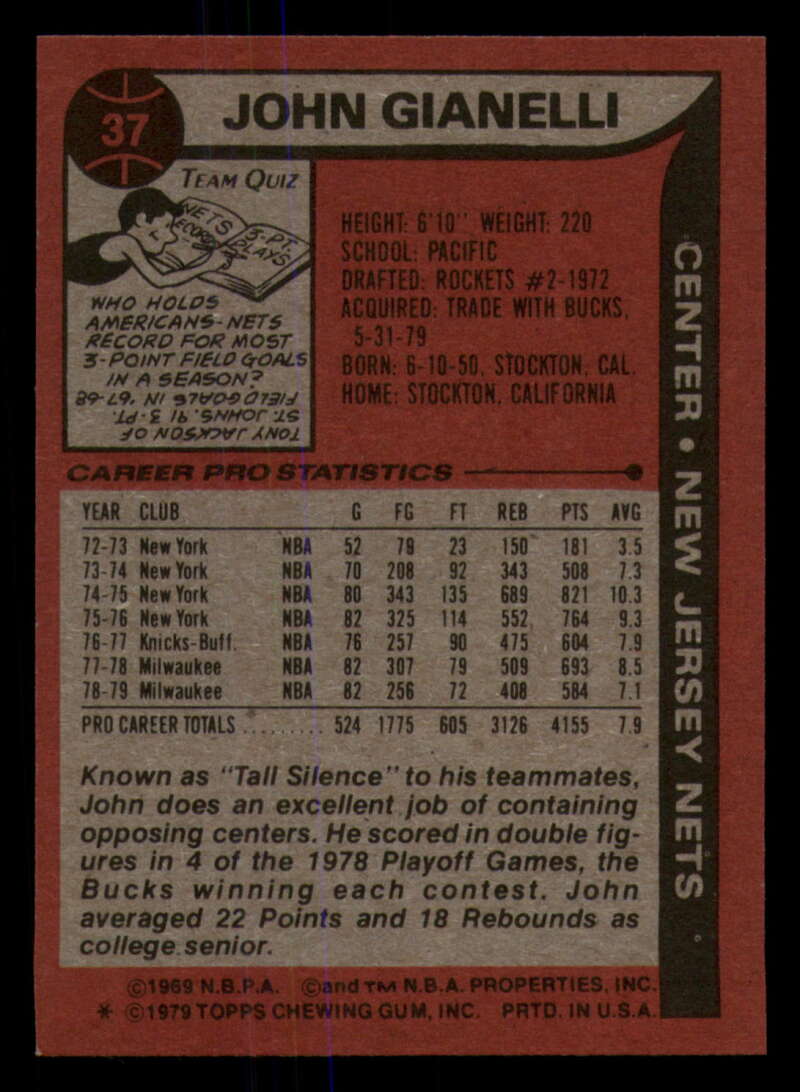 37
JOHN GIANELLI
TEAM QUIZ
NETS RECORD
3-PT. PLAYS
WHO HOLDS
AMERICANS-NETS
RECORD FOR MOST
3-POINT FIELD GOALS
IN A SEASON?
TONY JACKSON OF
ST. JOHNS, 91 3-PT.
FIELD GOALS IN '67-68
HEIGHT: 6'10" WEIGHT: 220
SCHOOL: PACIFIC
DRAFTED: ROCKETS #2-1972
ACQUIRED: TRADE WITH BUCKS,
5-31-79
BORN: 6-10-50, STOCKTON, CAL.
HOME: STOCKTON, CALIFORNIA
CENTER • NEW JERSEY NETS
CAREER PRO STATISTICS
YEAR CLUB G FG FT REB PTS AVG
72-73 New York NBA 52 79 23 150 181 3.5
73-74 New York NBA 70 208 92 343 508 7.3
74-75 New York NBA 80 343 135 689 821 10.3
75-76 New York NBA 82 325 114 552 764 9.3
76-77 Knicks-Buff. NBA 76 257 90 475 604 7.9
77-78 Milwaukee NBA 82 307 79 509 693 8.5
78-79 Milwaukee NBA 82 256 72 408 584 7.1
PRO CAREER TOTALS ......... 524 1775 605 3126 4155 7.9
Known as "Tall Silence" to his teammates,
John does an excellent job of containing
opposing centers. He scored in double fig-
ures in 4 of the 1978 Playoff Games, the
Bucks winning each contest. John
averaged 22 Points and 18 Rebounds as
college senior.
©1969 N.B.P.A. ©and TM N.B.A. PROPERTIES, INC.
* ©1979 TOPPS CHEWING GUM, INC. PRTD. IN U.S.A.